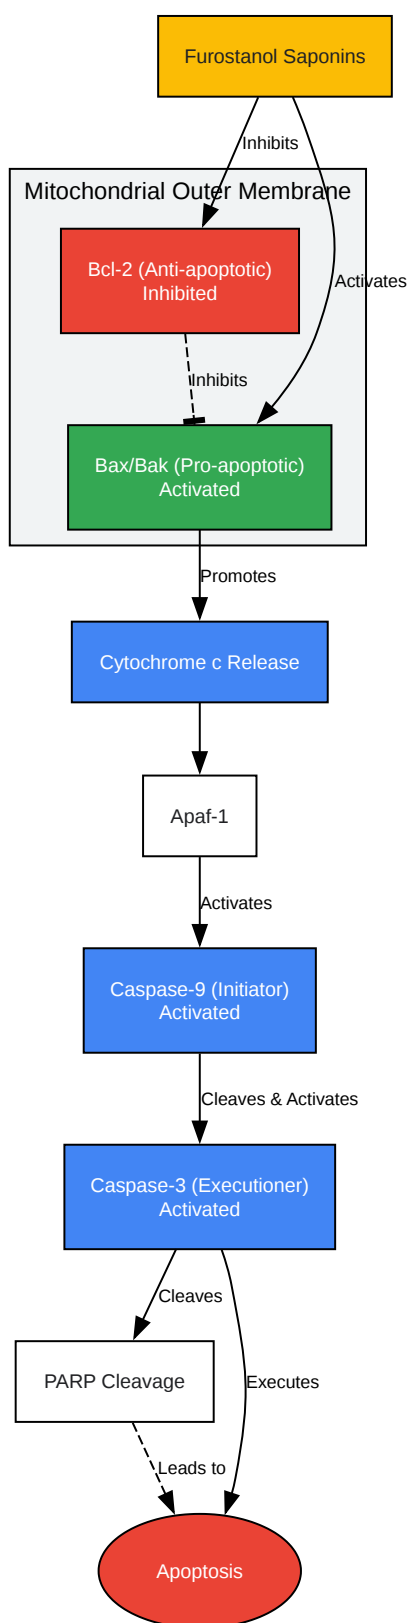 Furostanol Saponins
Inhibits
Mitochondrial Outer Membrane
Bcl-2 (Anti-apoptotic)
Inhibited
Activates
Inhibits
Bax/Bak (Pro-apoptotic)
Activated
Promotes
Cytochrome c Release
Apaf-1
Activates
Caspase-9 (Initiator)
Activated
Cleaves & Activates
Caspase-3 (Executioner)
Activated
Cleaves
PARP Cleavage
Executes
Leads to
Apoptosis